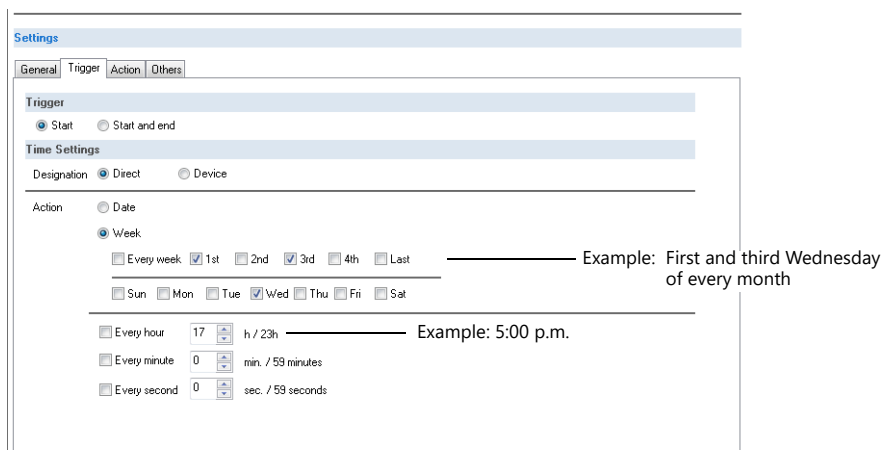 Settings
General Trigger Action Others
Trigger
Start Start and end
Time Settings
Designation Direct Device
Action Date
Week
Every week 1st 2nd 3rd 4th Last
Example: First and third Wednesday
of every month
Sun Mon Tue Wed Thu Fri Sat
Every hour 17 h / 23h
Example: 5:00 p.m.
Every minute 0 min. / 59 minutes
Every second 0 sec. / 59 seconds